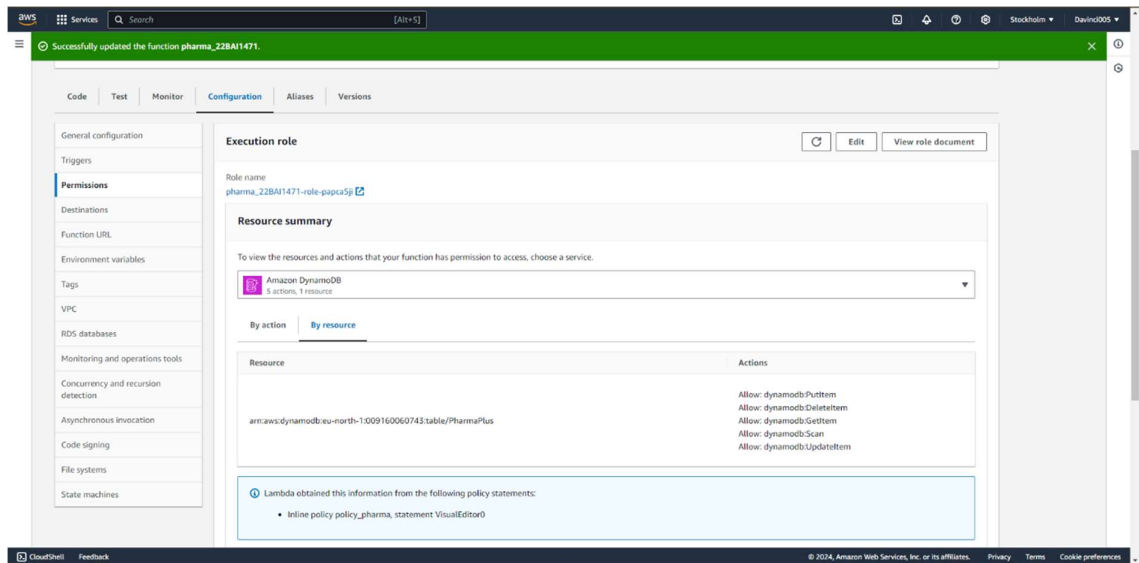 aws
Services
Search
[Alt+S]
Stockholm ▼
Davinci005 ▼
Successfully updated the function pharma_22BAI1471.
Code
Test
Monitor
Configuration
Aliases
Versions
General configuration
Triggers
Permissions
Destinations
Function URL
Environment variables
Tags
VPC
RDS databases
Monitoring and operations tools
Concurrency and recursion
detection
Asynchronous invocation
Code signing
File systems
State machines
Execution role
Edit
View role document
Role name
pharma_22BAI1471-role-papca5ji
Resource summary
To view the resources and actions that your function has permission to access, choose a service.
Amazon DynamoDB
5 actions, 1 resource
By action
By resource
Resource
Actions
arn:aws:dynamodb:eu-north-1:009160060743:table/PharmaPlus
Allow: dynamodb:PutItem
Allow: dynamodb:DeleteItem
Allow: dynamodb:GetItem
Allow: dynamodb:Scan
Allow: dynamodb:UpdateItem
Lambda obtained this information from the following policy statements:
• Inline policy policy_pharma, statement VisualEditor0
CloudShell
Feedback
© 2024, Amazon Web Services, Inc. or its affiliates.
Privacy
Terms
Cookie preferences